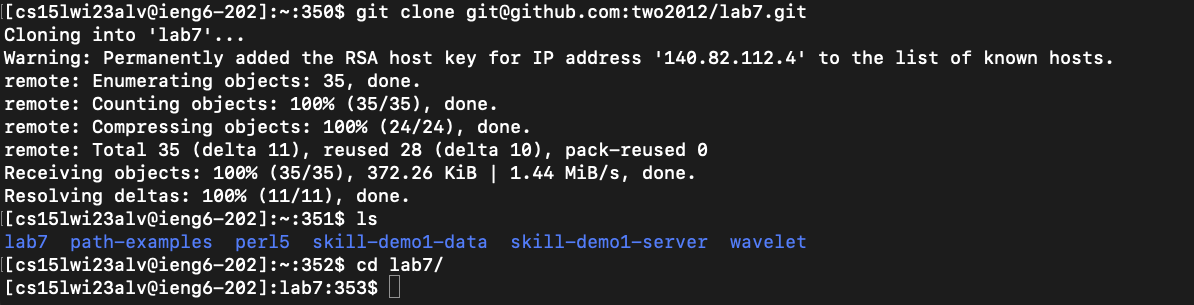 [cs15lwi23alv@ieng6-202]:~:350$ git clone git@github.com:two2012/lab7.git
Cloning into 'lab7'...
Warning: Permanently added the RSA host key for IP address '140.82.112.4' to the list of known hosts.
remote: Enumerating objects: 35, done.
remote: Counting objects: 100% (35/35), done.
remote: Compressing objects: 100% (24/24), done.
remote: Total 35 (delta 11), reused 28 (delta 10), pack-reused 0
Receiving objects: 100% (35/35), 372.26 KiB | 1.44 MiB/s, done.
Resolving deltas: 100% (11/11), done.
[cs15lwi23alv@ieng6-202]:~:351$ ls
lab7  path-examples  perl5  skill-demo1-data  skill-demo1-server  wavelet
[cs15lwi23alv@ieng6-202]:~:352$ cd lab7/
[cs15lwi23alv@ieng6-202]:lab7:353$